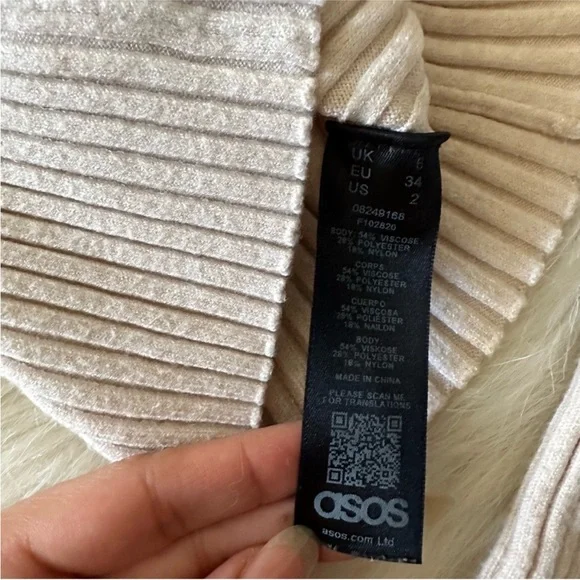 UK
EU 34
US 2
08249168
F102820
BODY: 54% VISCOSE
28% POLYESTER
18% NYLON
CORPS
54% VISCOSE
28% POLYESTER
18% NYLON
CUERPO
54% VISCOSA
28% POLIESTER
18% NAILON
BODY
54% VISKOSE
28% POLYESTER
18% NYLON
MADE IN CHINA
PLEASE SCAN ME
FOR TRANSLATIONS
asos
asos.com Ltd